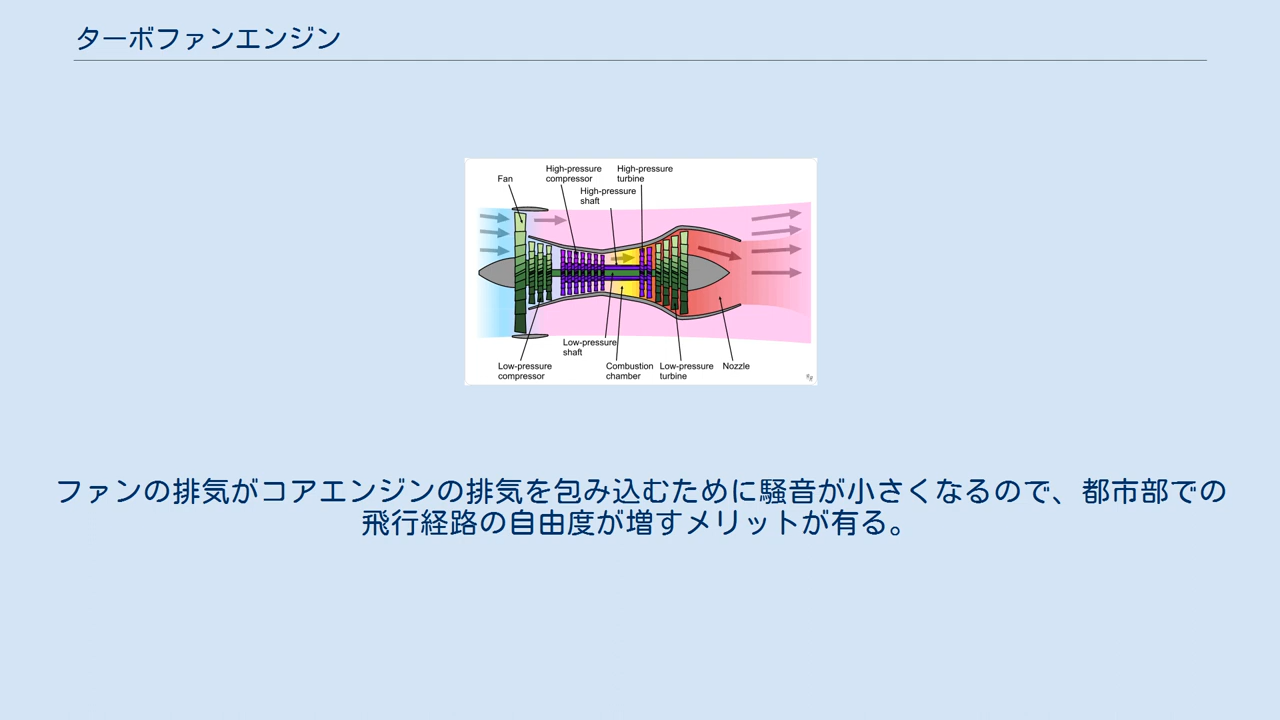 ターボファンエンジン
High-pressure
compressor
High-pressure
turbine
Fan
High-pressure
shaft
Low-pressure
shaft
Low-pressure
compressor
Combustion
chamber
Low-pressure
turbine
Nozzle
ファンの排気がコアエンジンの排気を包み込むために騒音が小さくなるので、都市部での
飛行経路の自由度が増すメリットが有る。